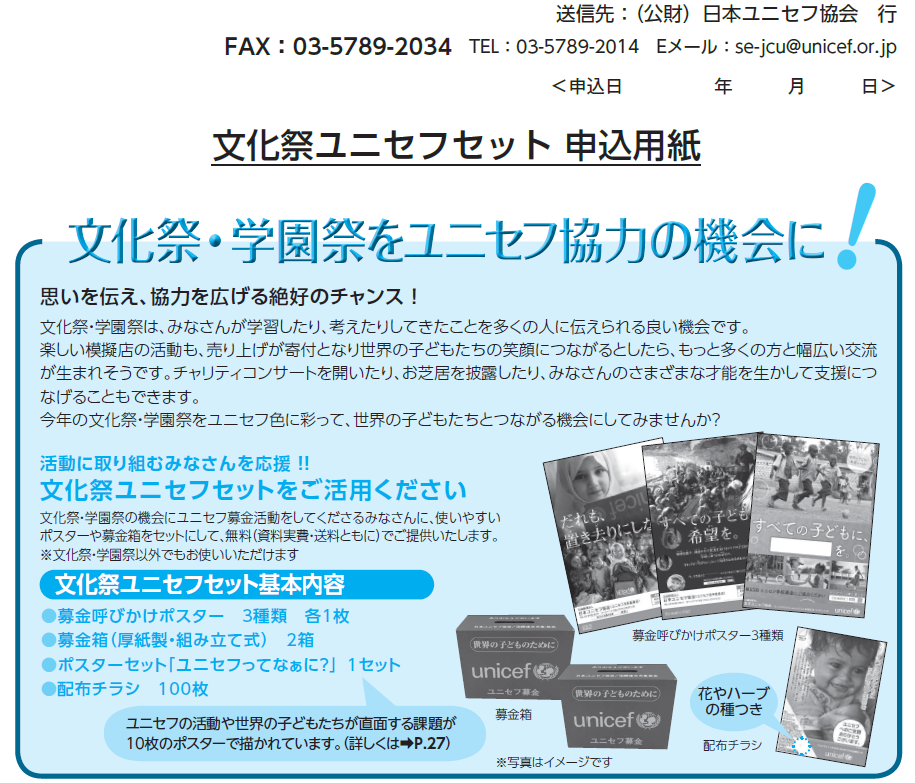 送信先：（公財）日本ユニセフ協会　行
FAX：03-5789-2034　TEL：03-5789-2014　Eメール：se-jcu@unicef.or.jp
＜申込日　　　　年　　月　　日＞
文化祭ユニセフセット 申込用紙
文化祭・学園祭をユニセフ協力の機会に！
思いを伝え、協力を広げる絶好のチャンス！
文化祭・学園祭は、みなさんが学習したり、考えたりしてきたことを多くの人に伝えられる良い機会です。
楽しい模擬店の活動も、売り上げが寄付となり世界の子どもたちの笑顔につながるとしたら、もっと多くの方と幅広い交流
が生まれそうです。チャリティコンサートを開いたり、お芝居を披露したり、みなさんのさまざまな才能を生かして支援につ
なげることもできます。
今年の文化祭・学園祭をユニセフ色に彩って、世界の子どもたちとつながる機会にしてみませんか？
活動に取り組むみなさんを応援 !!
文化祭ユニセフセットをご活用ください
文化祭・学園祭の機会にユニセフ募金活動をしてくださるみなさんに、使いやすい
ポスターや募金箱をセットにして、無料（資料実費・送料ともに）でご提供いたします。
※文化祭・学園祭以外でもお使いいただけます
文化祭ユニセフセット基本内容
●募金呼びかけポスター　3種類　各1枚
●募金箱（厚紙製・組み立て式）　2箱
●ポスターセット「ユニセフってなぁに？」　1セット
●配布チラシ　100枚
ユニセフの活動や世界の子どもたちが直面する課題が
10枚のポスターで描かれています。（詳しくは➡P.27）
だれも、
置き去りにした
すべての子ども
希望を。
すべての子どもに、
を
unicef
募金呼びかけポスター3種類
世界の子どものために
unicef
ユニセフ募金
世界の子どものために
unicef
ユニセフ募金
募金箱
花やハーブ
の種つき
配布チラシ
※写真はイメージです